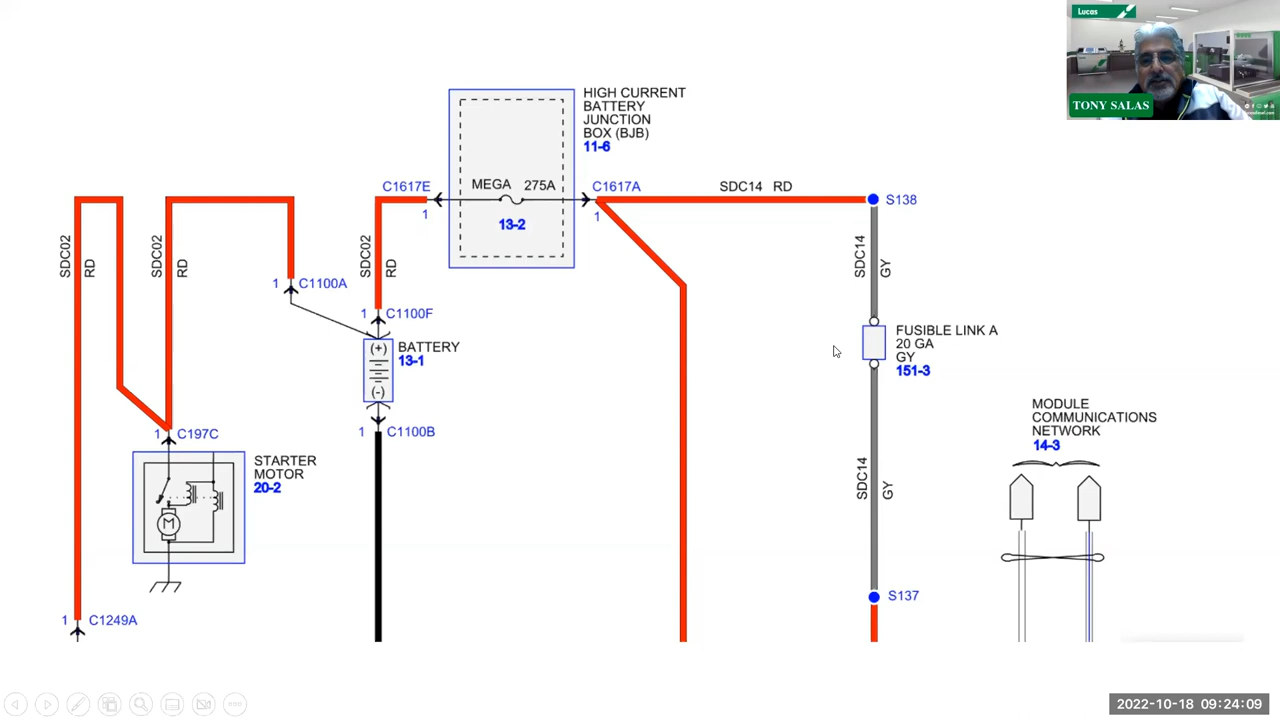 Lucas
TONY SALAS
HIGH CURRENT
BATTERY
JUNCTION
BOX (BJB)
11-6
C1617E
MEGA 275A
C1617A
SDC14 RD
S138
1
13-2
1
SDC02
RD
SDC02
RD
SDC02
RD
SDC14
GY
1 C1100A
1 C1100F
(+)
(-)
BATTERY
13-1
FUSIBLE LINK A
20 GA
GY
151-3
1 C197C
1 C1100B
MODULE
COMMUNICATIONS
NETWORK
14-3
STARTER
MOTOR
20-2
M
SDC14
GY
S137
1 C1249A
2022-10-18 09:24:09